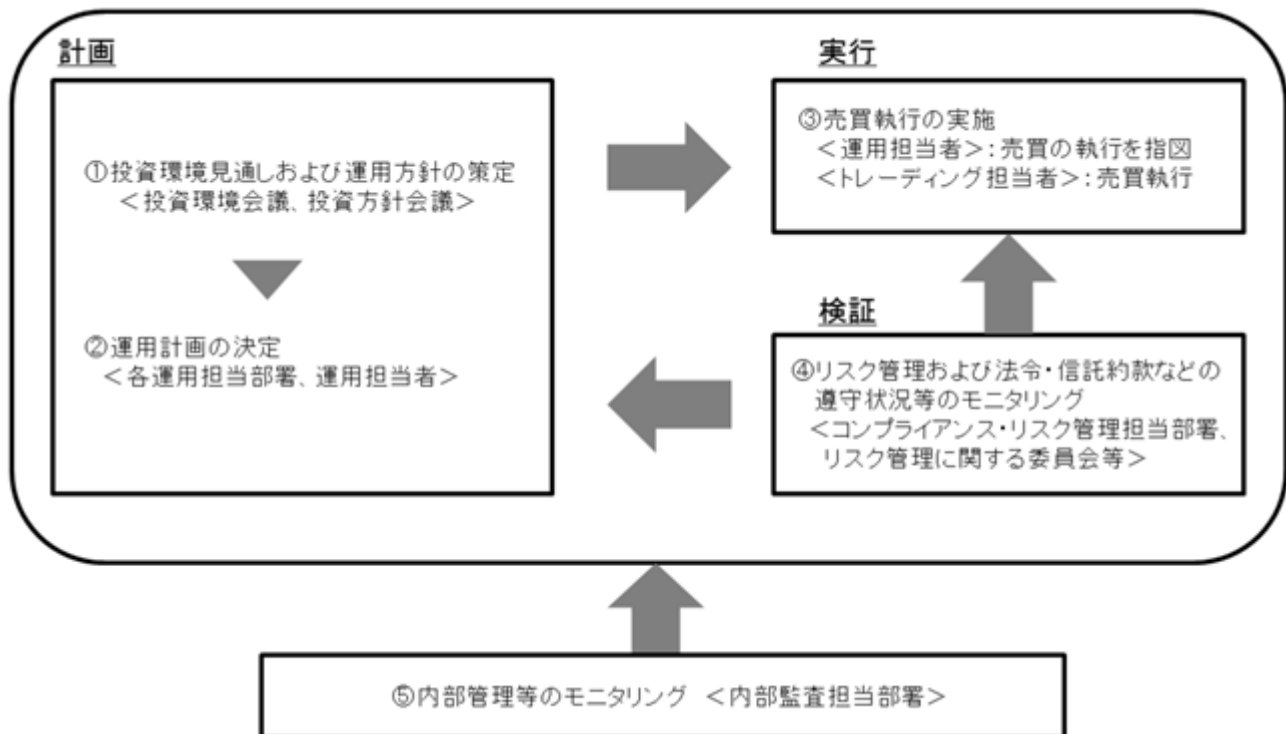 計画
①投資環境見通しおよび運用方針の策定
＜投資環境会議、投資方針会議＞
②運用計画の決定
＜各運用担当部署、運用担当者＞
実行
③売買執行の実施
＜運用担当者＞：売買の執行を指図
＜トレーディング担当者＞：売買執行
検証
④リスク管理および法令・信託約款などの
遵守状況等のモニタリング
＜コンプライアンス・リスク管理担当部署、
リスク管理に関する委員会等＞
⑤内部管理等のモニタリング ＜内部監査担当部署＞